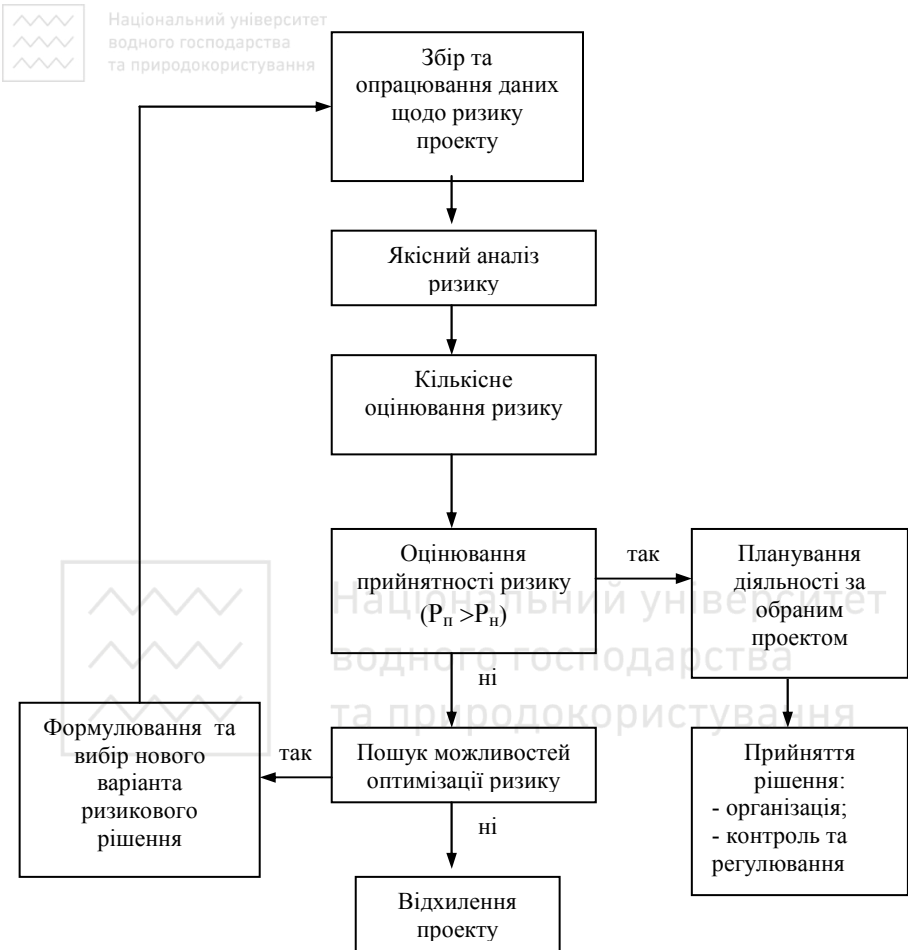 Національний університет
водного господарства
та природокористування
Збір та
опрацювання даних
щодо ризику
проекту
Якісний аналіз
ризику
Кількісне
оцінювання ризику
Оцінювання
прийнятності ризику
(Рп >Рн)
так
Планування
діяльності за
обраним
проектом
Національний університет
водного господарства
та природокористування
ні
Формулювання та
вибір нового
варіанта
ризикового
рішення
так
Пошук можливостей
оптимізації ризику
Прийняття
рішення:
- організація;
- контроль та
регулювання
ні
Відхилення
проекту